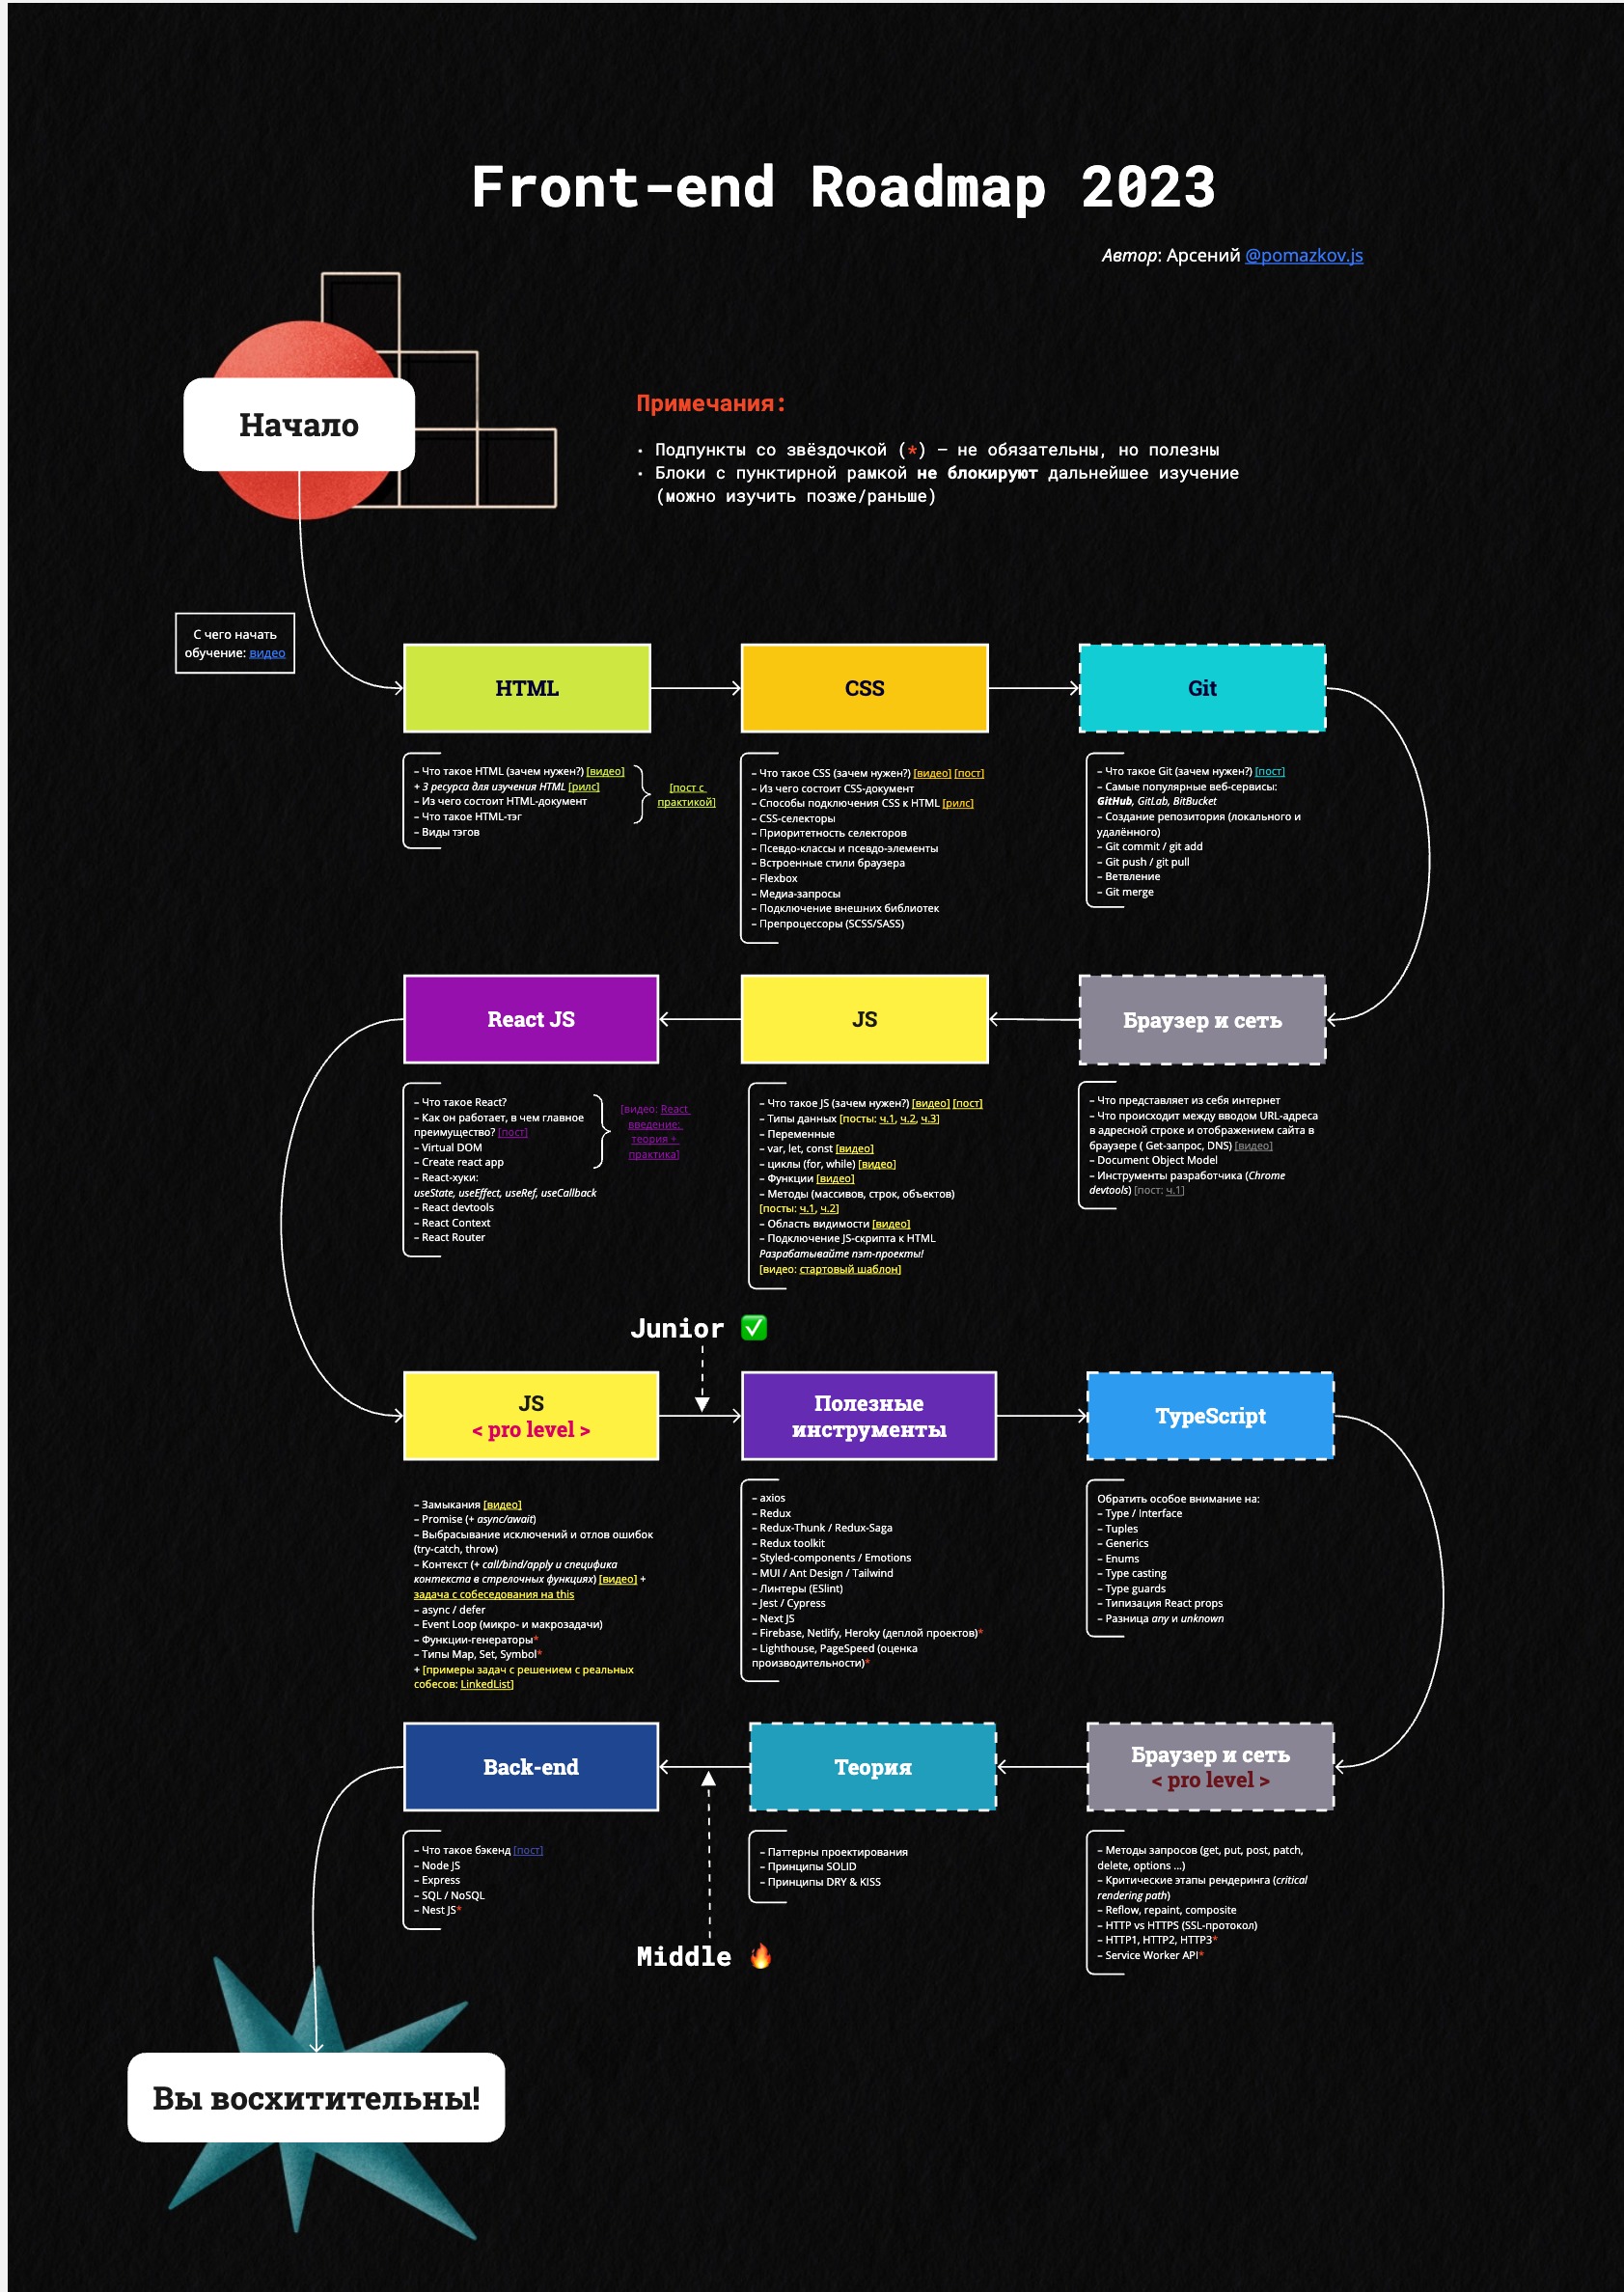 Front-end Roadmap 2023
Автор: Арсений @pomazkov.js
Начало
Примечания:
· Подпункты со звёздочкой (*) – не обязательны, но полезны
· Блоки с пунктирной рамкой не блокируют дальнейшее изучение
(можно изучить позже/раньше)
С чего начать
обучение: видео
HTML
– Что такое HTML (зачем нужен?) [видео]
+ 3 ресурса для изучения HTML [рилс]
– Из чего состоит HTML-документ
– Что такое HTML-тэг
– Виды тэгов
[пост с
практикой]
CSS
– Что такое CSS (зачем нужен?) [видео] [пост]
– Из чего состоит CSS-документ
– Способы подключения CSS к HTML [рилс]
– CSS-селекторы
– Приоритетность селекторов
– Псевдо-классы и псевдо-элементы
– Встроенные стили браузера
– Flexbox
– Медиа-запросы
– Подключение внешних библиотек
– Препроцессоры (SCSS/SASS)
Git
– Что такое Git (зачем нужен?) [пост]
– Самые популярные веб-сервисы:
GitHub, GitLab, BitBucket
– Создание репозитория (локального и
удалённого)
– Git commit / git add
– Git push / git pull
– Ветвление
– Git merge
React JS
– Что такое React?
– Как он работает, в чем главное
преимущество? [пост]
– Virtual DOM
– Create react app
– React-хуки:
useState, useEffect, useRef, useCallback
– React devtools
– React Context
– React Router
[видео: React
введение:
теория +
практика]
JS
– Что такое JS (зачем нужен?) [видео] [пост]
– Типы данных [посты: ч.1, ч.2, ч.3]
– Переменные
– var, let, const [видео]
– циклы (for, while) [видео]
– Функции [видео]
– Методы (массивов, строк, объектов)
[посты: ч.1, ч.2]
– Область видимости [видео]
– Подключение JS-скрипта к HTML
Разрабатывайте пэт-проекты!
[видео: стартовый шаблон]
Браузер и сеть
– Что представляет из себя интернет
– Что происходит между вводом URL-адреса
в адресной строке и отображением сайта в
браузере ( Get-запрос, DNS) [видео]
– Document Object Model
– Инструменты разработчика (Chrome
devtools) [пост: ч.1]
Junior ✅
JS
< pro level >
– Замыкания [видео]
– Promise (+ async/await)
– Выбрасывание исключений и отлов ошибок
(try-catch, throw)
– Контекст (+ call/bind/apply и специфика
контекста в стрелочных функциях) [видео] +
задача с собеседования на this
– async / defer
– Event Loop (микро- и макрозадачи)
– Функции-генераторы*
– Типы Map, Set, Symbol*
+ [примеры задач с решением с реальных
собесов: LinkedList]
Полезные
инструменты
– axios
– Redux
– Redux-Thunk / Redux-Saga
– Redux toolkit
– Styled-components / Emotions
– MUI / Ant Design / Tailwind
– Линтеры (ESlint)
– Jest / Cypress
– Next JS
– Firebase, Netlify, Heroky (деплой проектов)*
– Lighthouse, PageSpeed (оценка
производительности)*
TypeScript
Обратить особое внимание на:
– Type / Interface
– Tuples
– Generics
– Enums
– Type casting
– Type guards
– Типизация React props
– Разница any и unknown
Back-end
– Что такое бэкенд [пост]
– Node JS
– Express
– SQL / NoSQL
– Nest JS*
Теория
– Паттерны проектирования
– Принципы SOLID
– Принципы DRY & KISS
Браузер и сеть
< pro level >
– Методы запросов (get, put, post, patch,
delete, options ...)
– Критические этапы рендеринга (critical
rendering path)
– Reflow, repaint, composite
– HTTP vs HTTPS (SSL-протокол)
– HTTP1, HTTP2, HTTP3*
– Service Worker API*
Middle 🔥
Вы восхитительны!